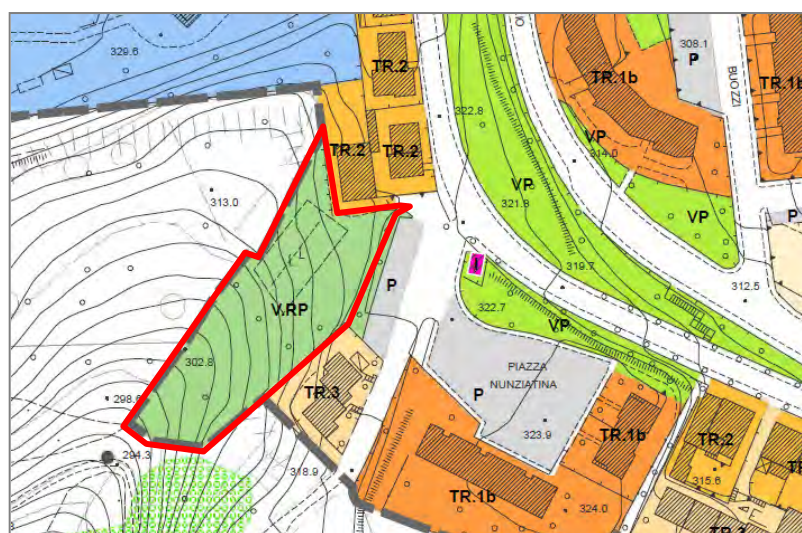 329.6
TR.2
308.1
P
TR.1b
BUOZZI
322.8
VP
314.0
TR.2
TR.2
VP
321.8
VP
P
313.0
319.7
312.5
I
P
V.RP
322.7
VP
302.8
PIAZZA
NUNZIATINA
TR.3
P
298.6
323.9
TR.1b
TR.2
294.3
318.9
315.6
TR.1b
324.0
TR.3